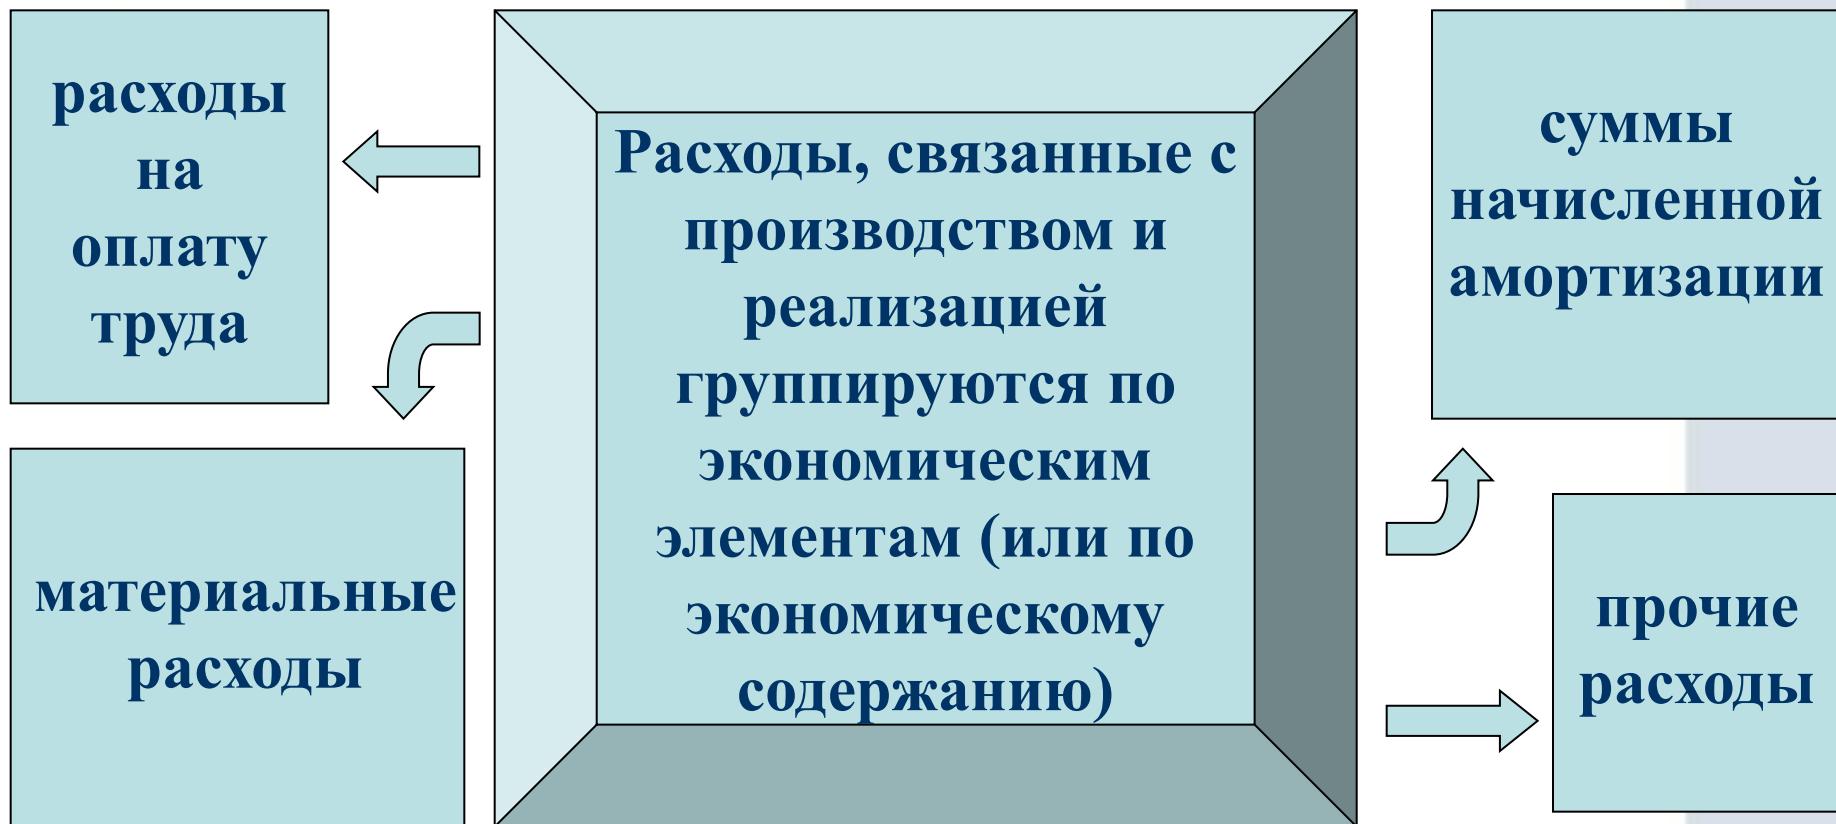 расходы
на
оплату
труда
материальные
расходы
Расходы, связанные с
производством и
реализацией
группируются по
экономическим
элементам (или по
экономическому
содержанию)
суммы
начисленной
амортизации
прочие
расходы